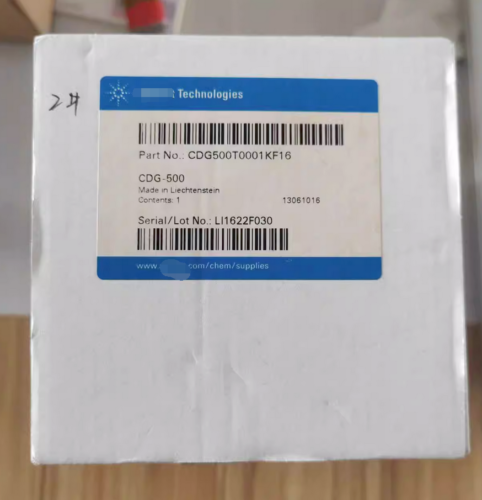 2#
t Technologies
Part No.: CDG500T0001KF16
CDG-500
Made in Liechtenstein
Contents: 1 13061016
Serial/Lot No.: LI1622F030
www. .com/chem/supplies